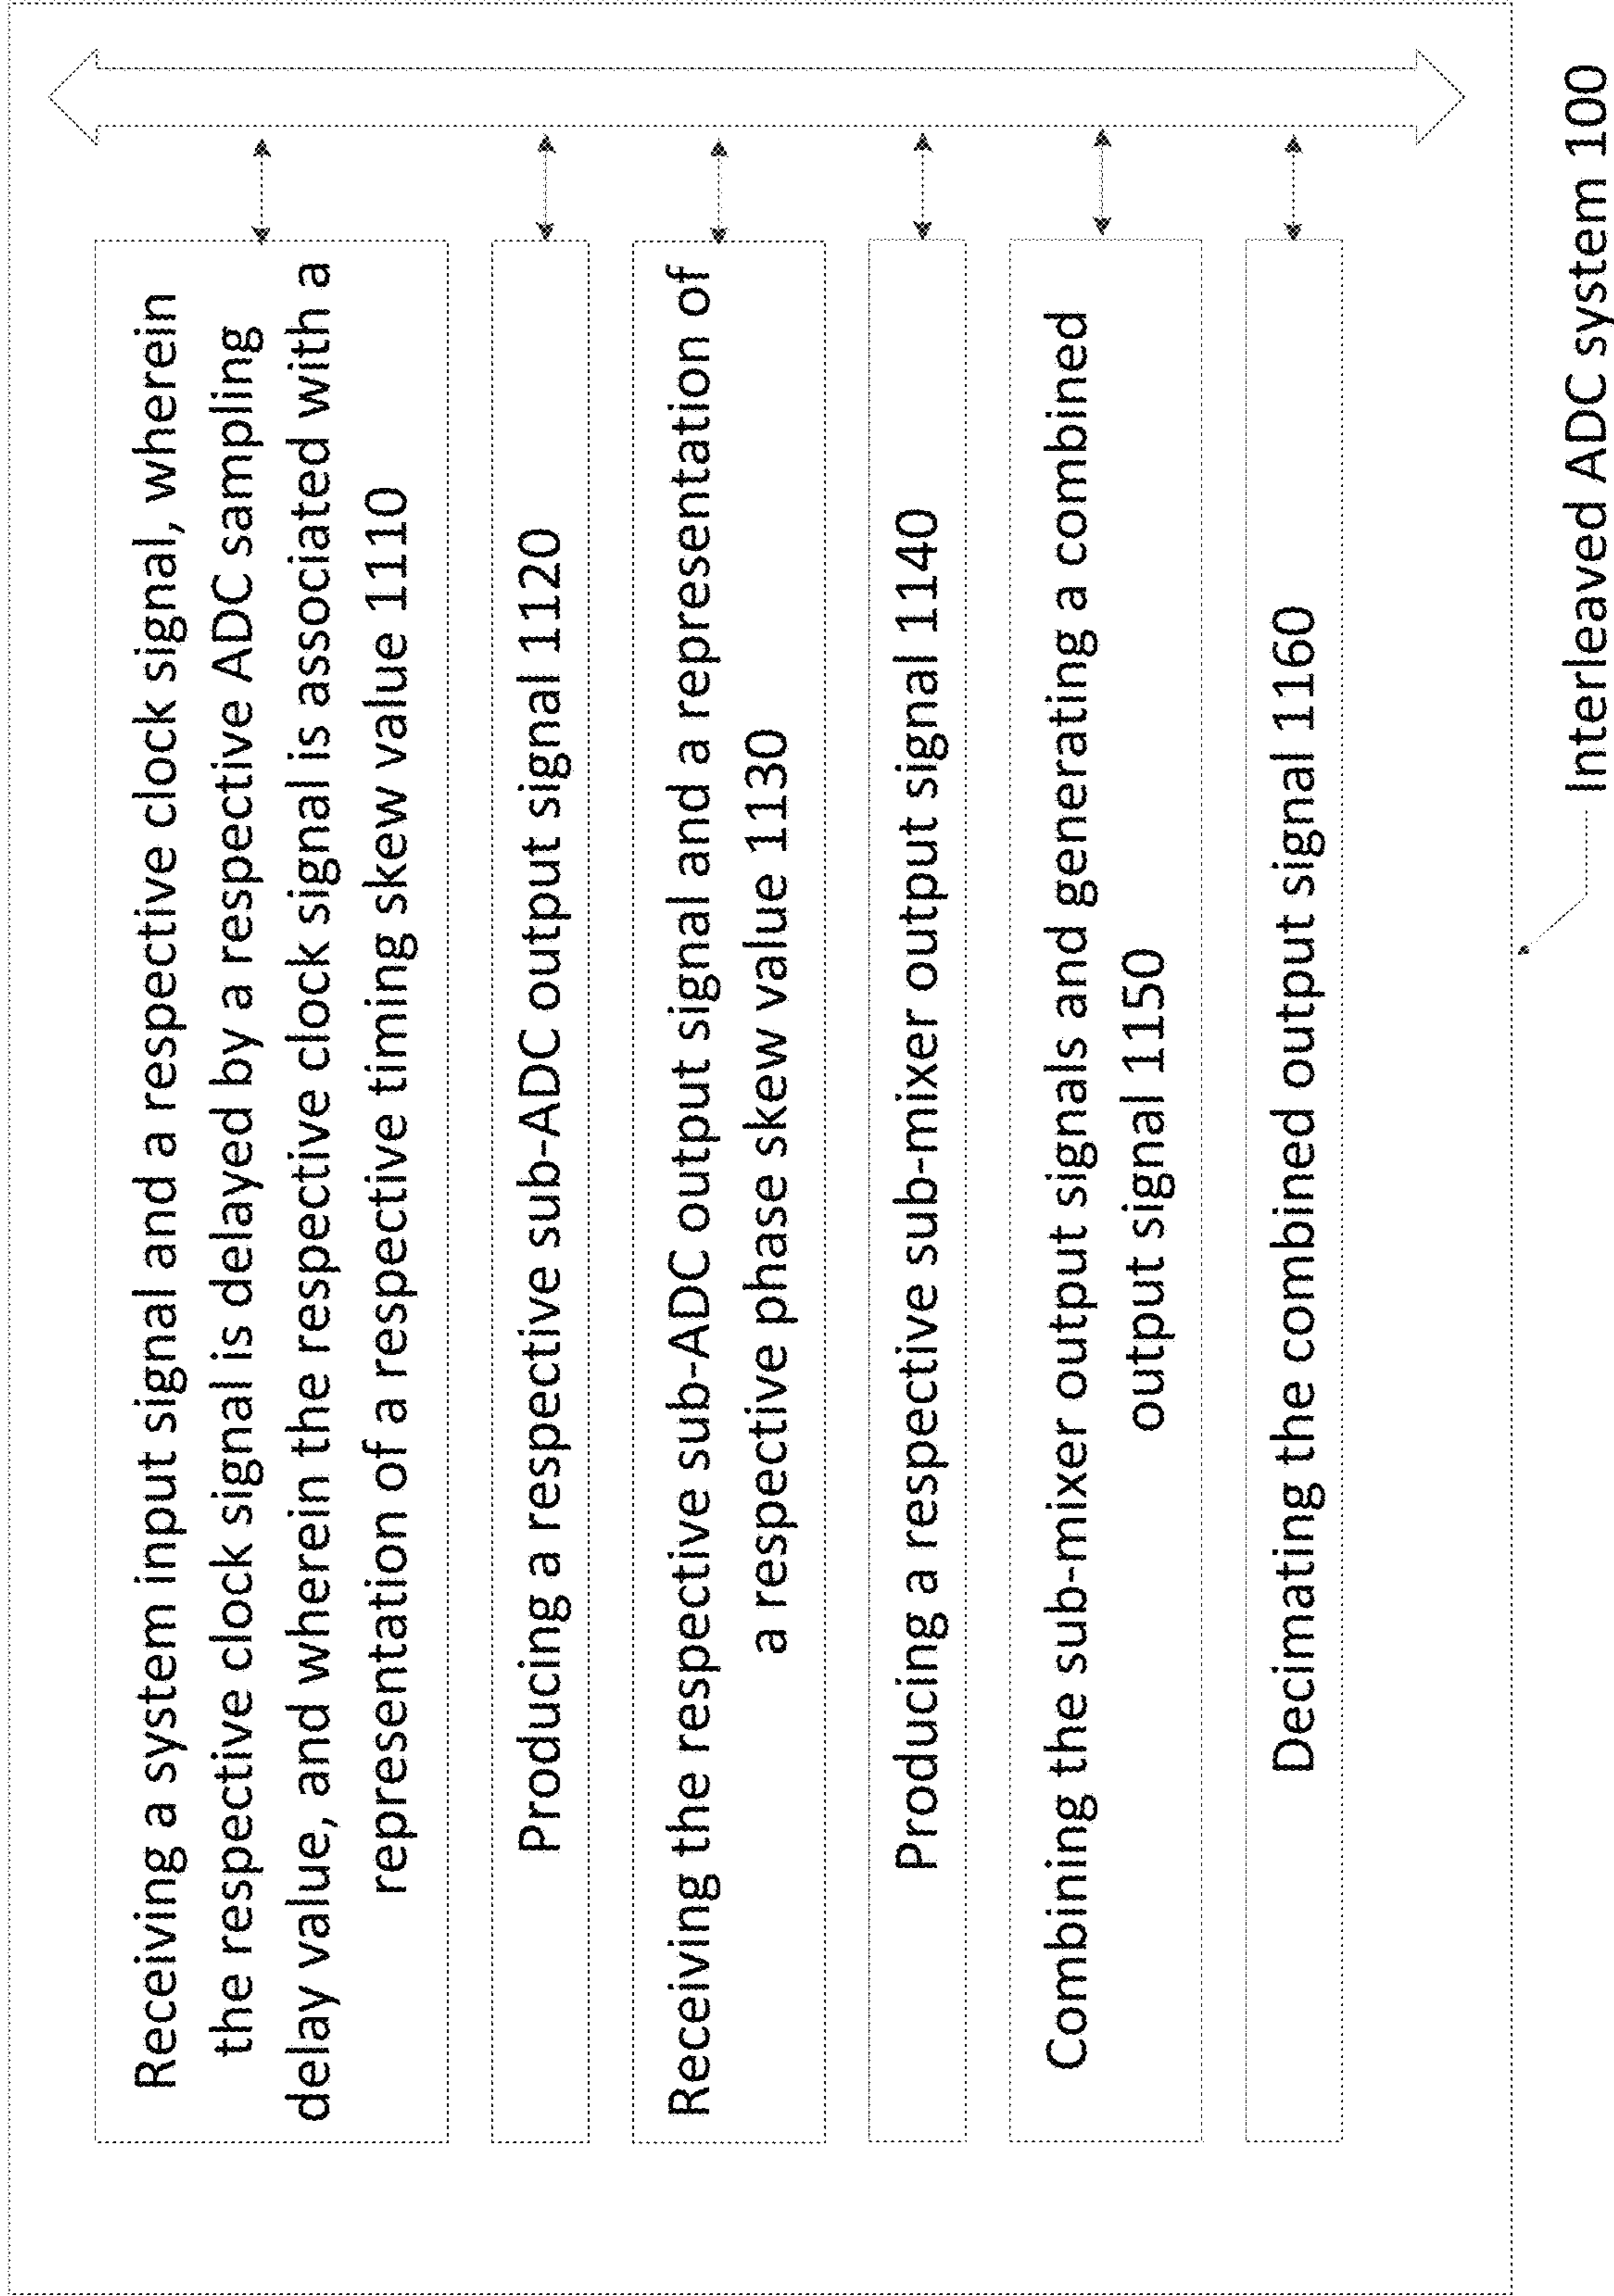 Receiving a system input signal and a respective clock signal, wherein
the respective clock signal is delayed by a respective ADC sampling
delay value, and wherein the respective clock signal is associated with a
representation of a respective timing skew value 1110
Producing a respective sub-ADC output signal 1120
Receiving the respective sub-ADC output signal and a representation of
a respective phase skew value 1130
Producing a respective sub-mixer output signal 1140
Combining the sub-mixer output signals and generating a combined
output signal 1150
Decimating the combined output signal 1160
Interleaved ADC system 100